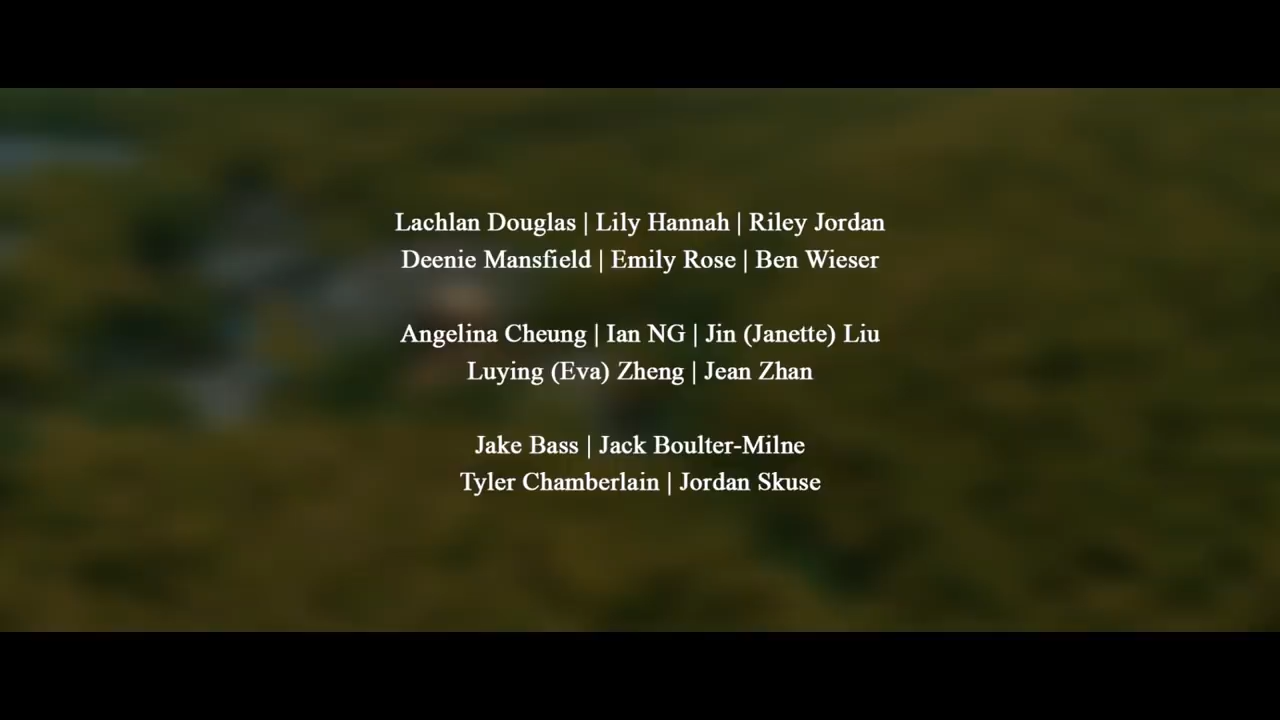 Lachlan Douglas | Lily Hannah | Riley Jordan
Deenie Mansfield | Emily Rose | Ben Wieser
Angelina Cheung | Ian NG | Jin (Janette) Liu
Luying (Eva) Zheng | Jean Zhan
Jake Bass | Jack Boulter-Milne
Tyler Chamberlain | Jordan Skuse